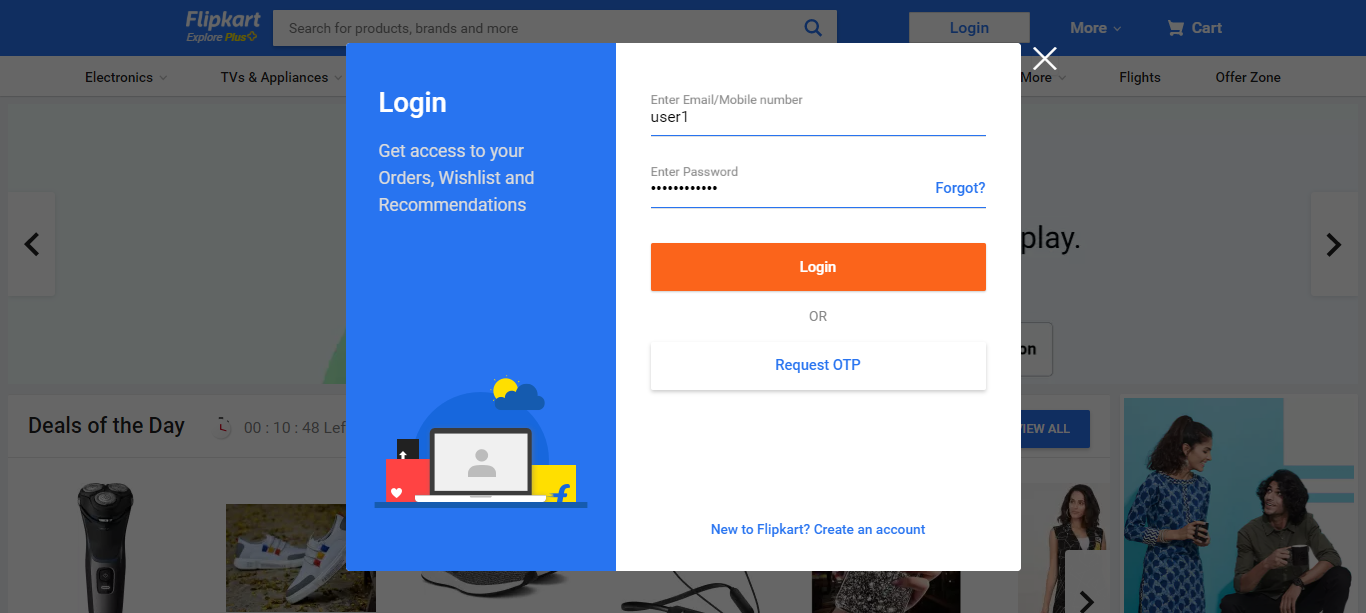 Flipkart
Explore Plus
Search for products, brands and more
Login
More
Cart
Electronics
TVs & Appliances
More
Flights
Offer Zone
Login
Get access to your
Orders, Wishlist and
Recommendations
Enter Email/Mobile number
user1
Enter Password
••••••••••••
Forgot?
Login
OR
Request OTP
New to Flipkart? Create an account
play.
Deals of the Day
00 : 10 : 48
VIEW ALL